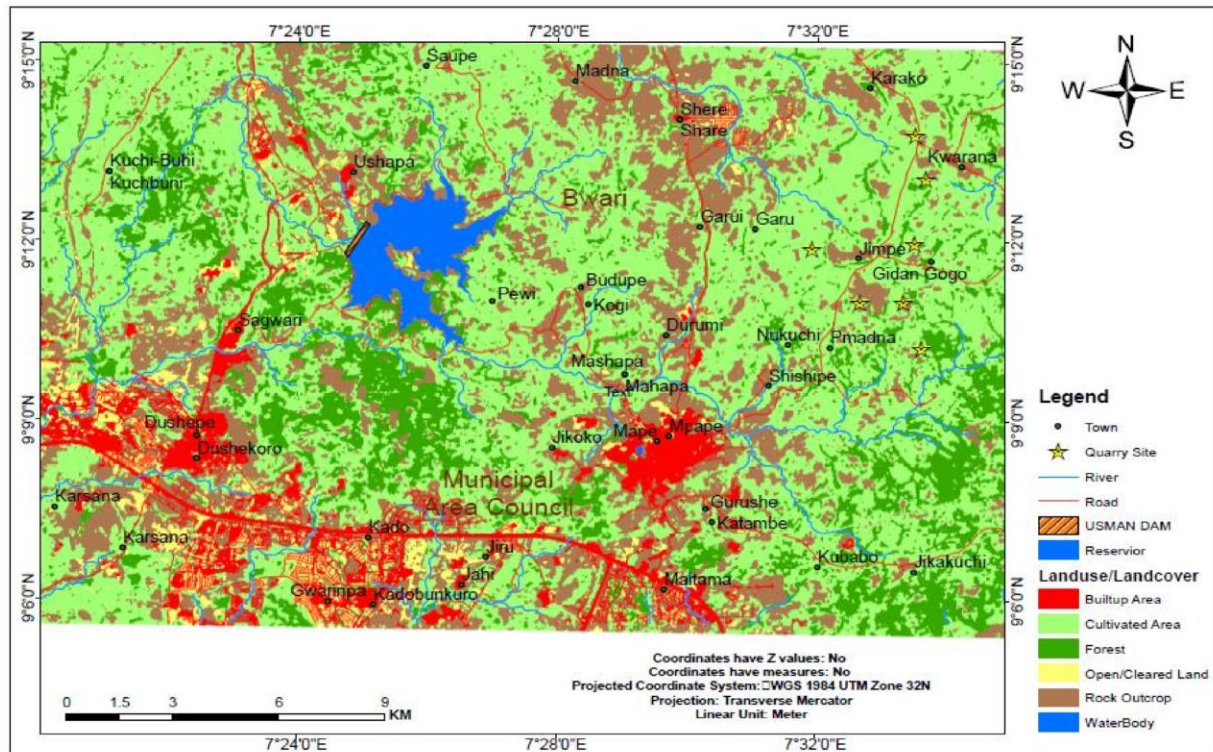 7°24'0"E 7°28'0"E 7°32'0"E
9°15'0"N
9°12'0"N
9°9'0"N
9°6'0"N
Saupe
Madna
Karako
Shere
Share
Kwarana
Kuchi-Buhi
Kuchbuni
Ushapa
Bwari
Garui
Garu
Jimpe
Gidan Gogo
Pewi
Budupe
Kogi
Sagwari
Durumi
Nukuchi
Pmadna
Mashapa
Mahapa
Text
Shishipe
Dushepe
Dushekoro
Jikoko
Mape
Mpape
Municipal
Area Council
Karsana
Gurushe
Katambe
Karsana
Kado
Jiru
Kubabo
Jikakuchi
Jahi
Gwarinpa
Kadobunkuro
Maitama
9°15'0"N
9°12'0"N
9°9'0"N
9°6'0"N
N
W E
S
Legend
Town
Quarry Site
River
Road
USMAN DAM
Reservior
Landuse/Landcover
Builtup Area
Cultivated Area
Forest
Open/Cleared Land
Rock Outcrop
WaterBody
Coordinates have Z values: No
Coordinates have measures: No
Projected Coordinate System: □WGS 1984 UTM Zone 32N
Projection: Transverse Mercator
Linear Unit: Meter
0 1.5 3 6 9
KM
7°24'0"E 7°28'0"E 7°32'0"E